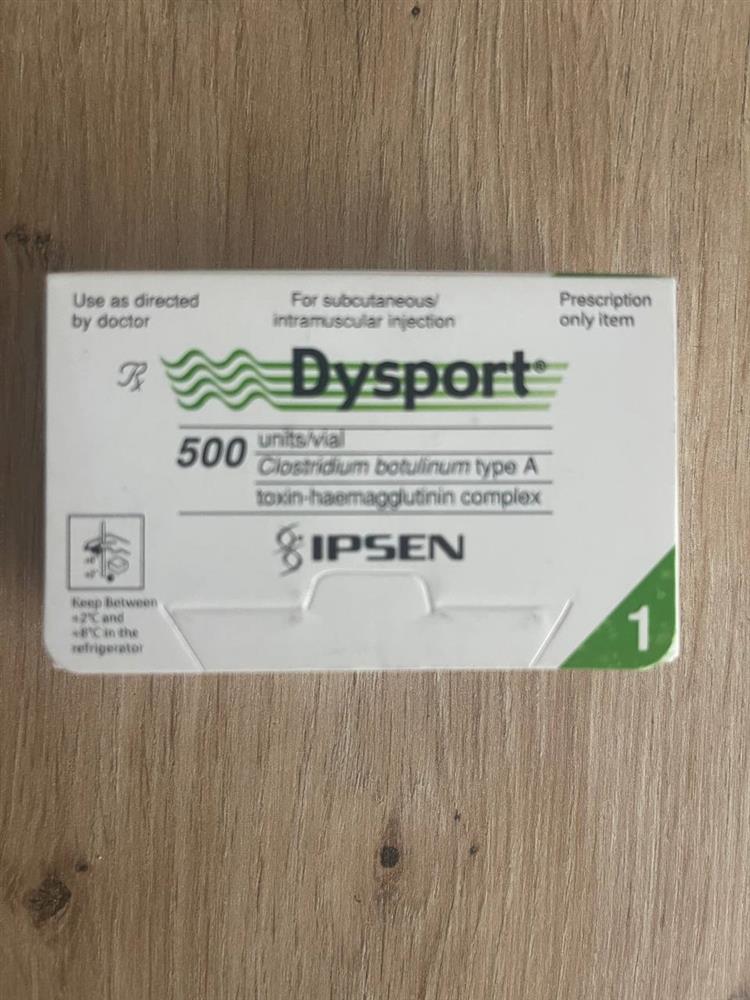 Use as directed
by doctor
For subcutaneous/
intramuscular injection
Prescription
only item
Dysport®
500 units/vial
Clostridium botulinum type A
toxin-haemagglutinin complex
IPSEN
Keep Between
+2°C and
+8°C in the
refrigerator
1